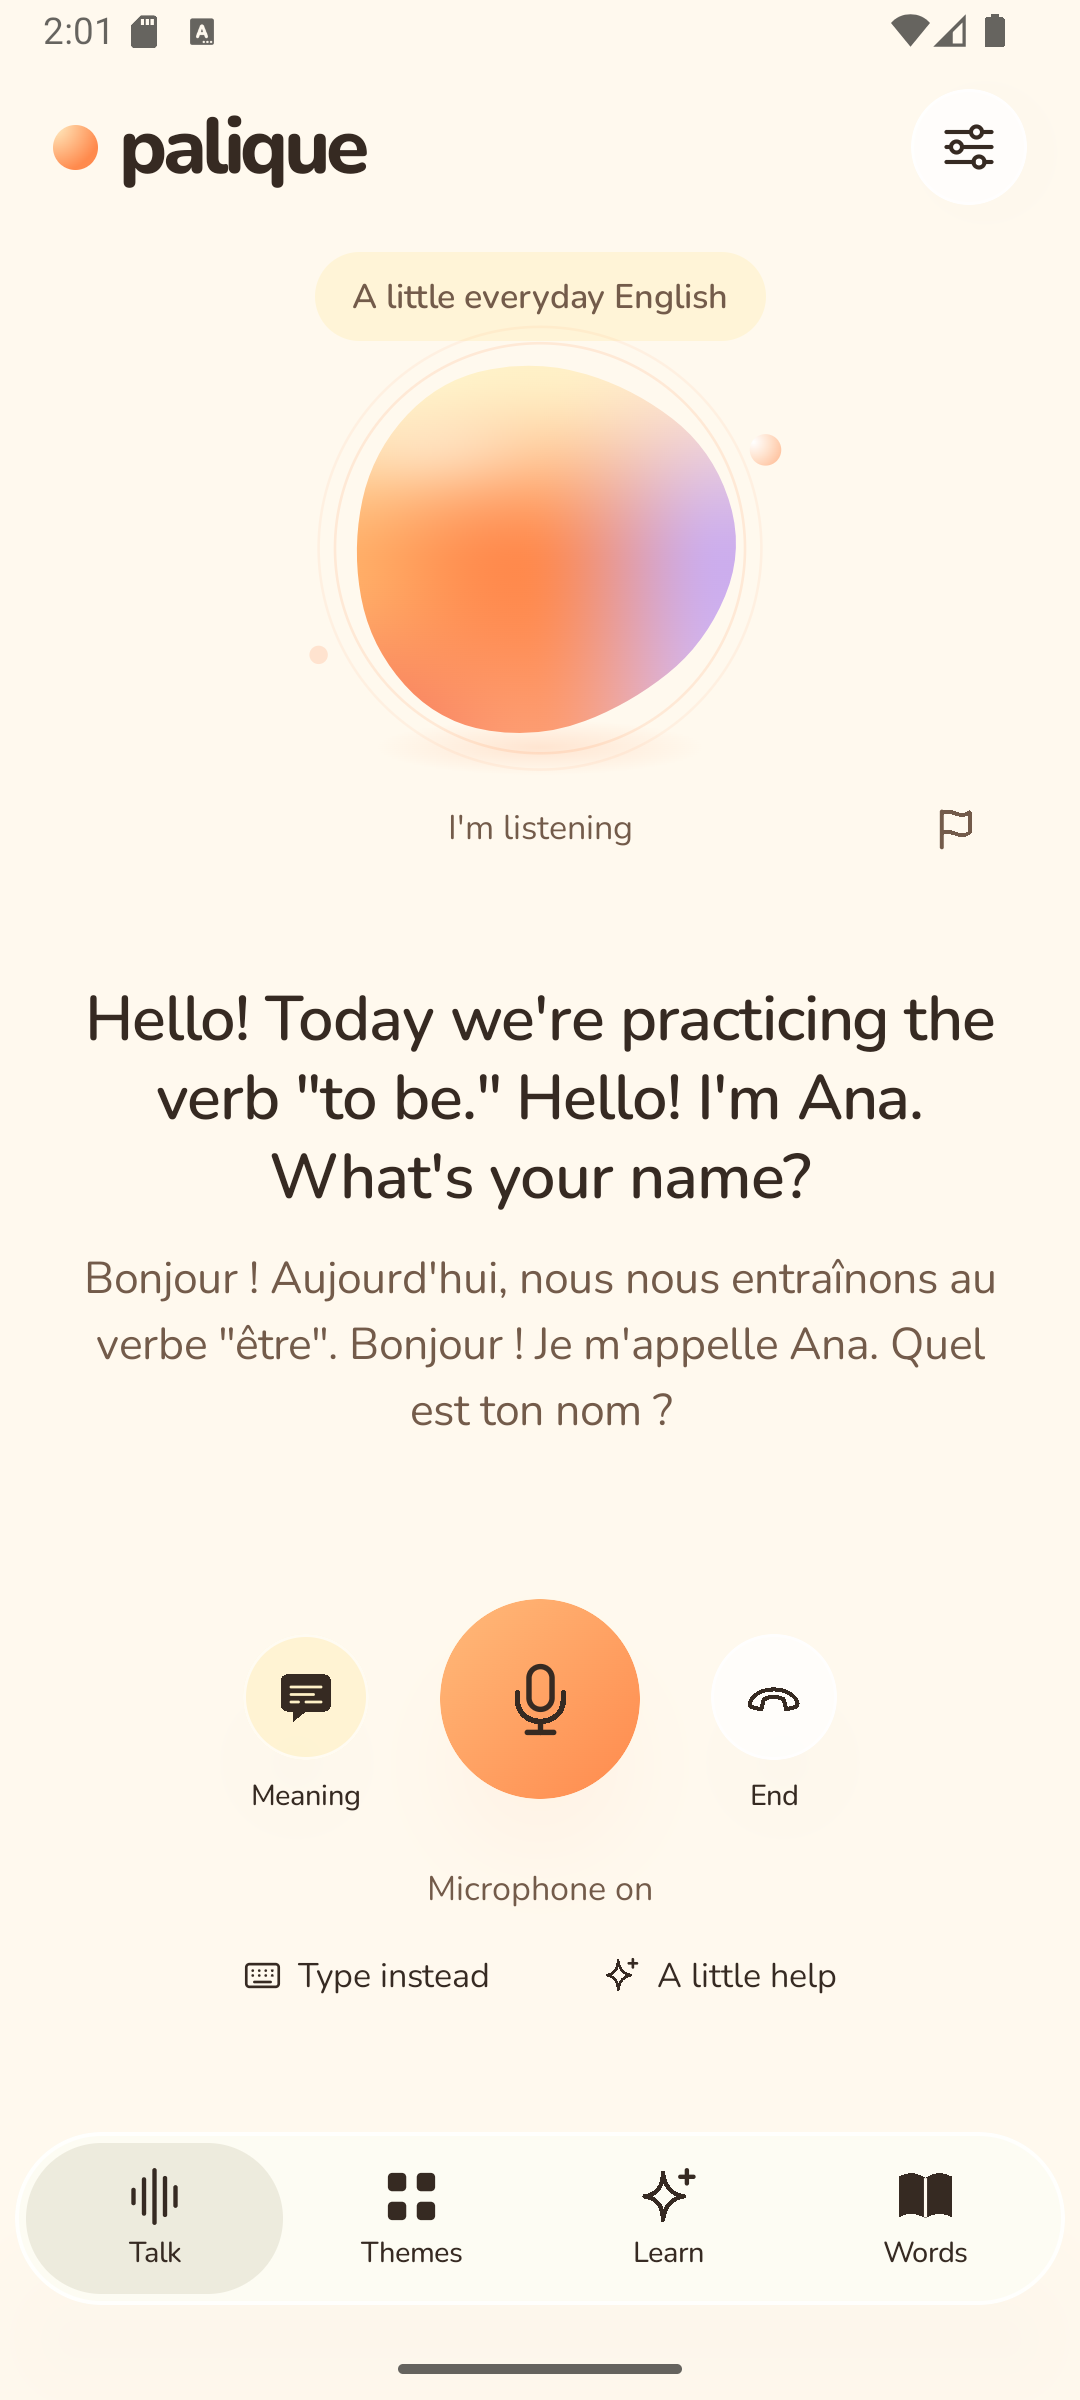 2:01
palique
A little everyday English
I'm listening
Hello! Today we're practicing the
verb "to be." Hello! I'm Ana.
What's your name?
Bonjour ! Aujourd'hui, nous nous entraînons au
verbe "être". Bonjour ! Je m'appelle Ana. Quel
est ton nom ?
Meaning
End
Microphone on
Type instead
A little help
Talk
Themes
Learn
Words